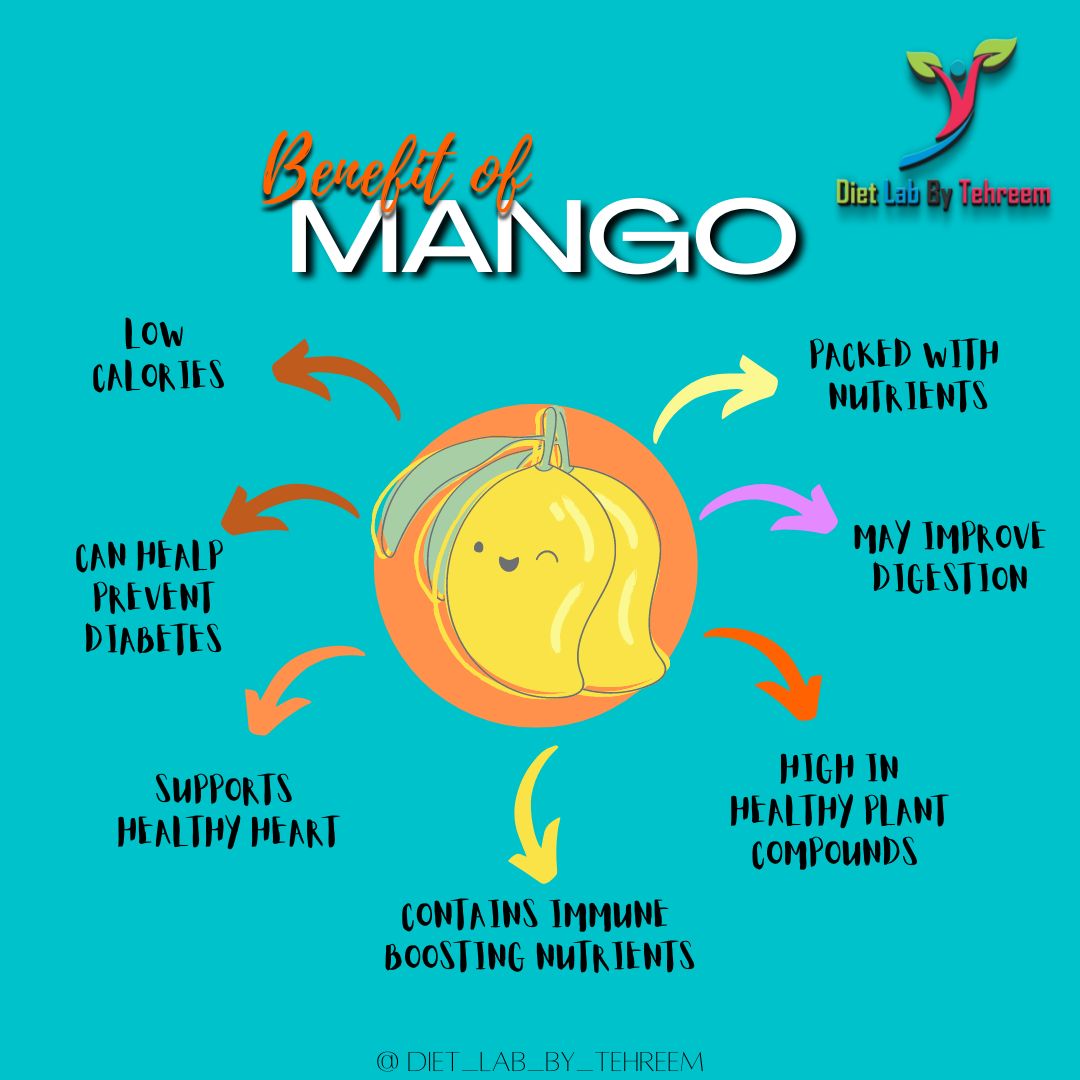 Benefit of
MANGO
Diet Lab By Tehreem
LOW
CALORIES
PACKED WITH
NUTRIENTS
CAN HEALP
PREVENT
DIABETES
MAY IMPROVE
DIGESTION
SUPPORTS
HEALTHY HEART
HIGH IN
HEALTHY PLANT
COMPOUNDS
CONTAINS IMMUNE
BOOSTING NUTRIENTS
@ DIET_LAB_BY_TEHREEM